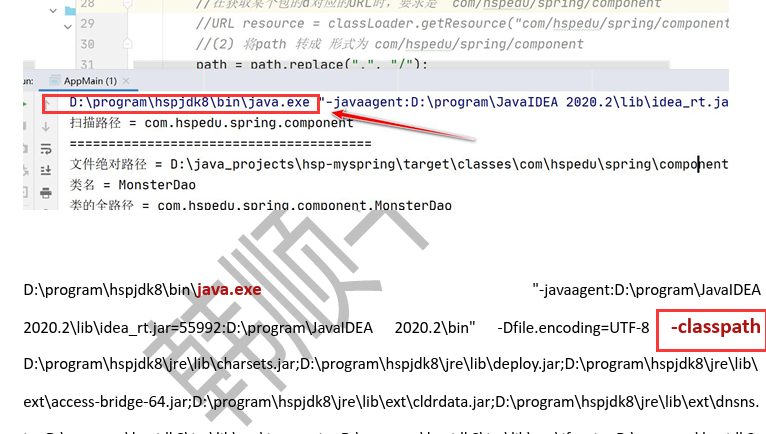 28 //在获取某个包的对应的URL时,要求是 com/hspedu/spring/component
29 //URL resource = classLoader.getResource("com/hspedu/spring/compone
30 //(2) 将path 转成 形式为 com/hspedu/spring/component
31 path = path.replace(".", "/");
un: AppMain (1) ×
D:\program\hspjdk8\bin\java.exe "-javaagent:D:\program\JavaIDEA 2020.2\lib\idea_rt.ja
扫描路径 = com.hspedu.spring.component
=======================================
文件绝对路径 = D:\java_projects\hsp-myspring\target\classes\com\hspedu\spring\component
类名 = MonsterDao
类的全路径 = com.hspedu.spring.component.MonsterDao
韩顺
D:\program\hspjdk8\bin\java.exe "-javaagent:D:\program\JavaIDEA
2020.2\lib\idea_rt.jar=55992:D:\program\JavaIDEA 2020.2\bin" -Dfile.encoding=UTF-8 -classpath
D:\program\hspjdk8\jre\lib\charsets.jar;D:\program\hspjdk8\jre\lib\deploy.jar;D:\program\hspjdk8\jre\lib\
ext\access-bridge-64.jar;D:\program\hspjdk8\jre\lib\ext\cldrdata.jar;D:\program\hspjdk8\jre\lib\ext\dnsns.